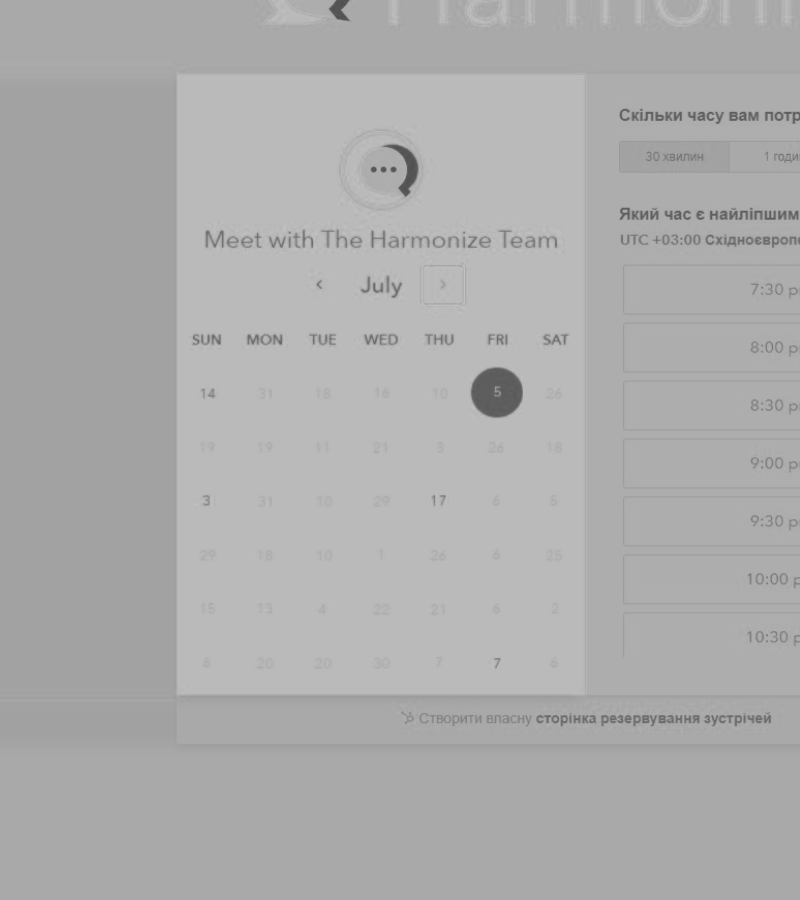 Harmoni
Meet with The Harmonize Team
July
SUN MON TUE WED THU FRI SAT
14 31 18 16 10 5 26
19 19 11 21 3 26 18
3 31 10 29 17 6 5
29 18 10 1 26 6 25
15 13 4 22 21 6 2
6 20 20 30 7 7 6
Скільки часу вам потр
30 хвилин 1 годи
Який час є найліпшим
UTC +03:00 Східноєвропе
7:30 p
8:00 p
8:30 p
9:00 p
9:30 p
10:00 p
10:30 p
Створити власну сторінка резервування зустрічей